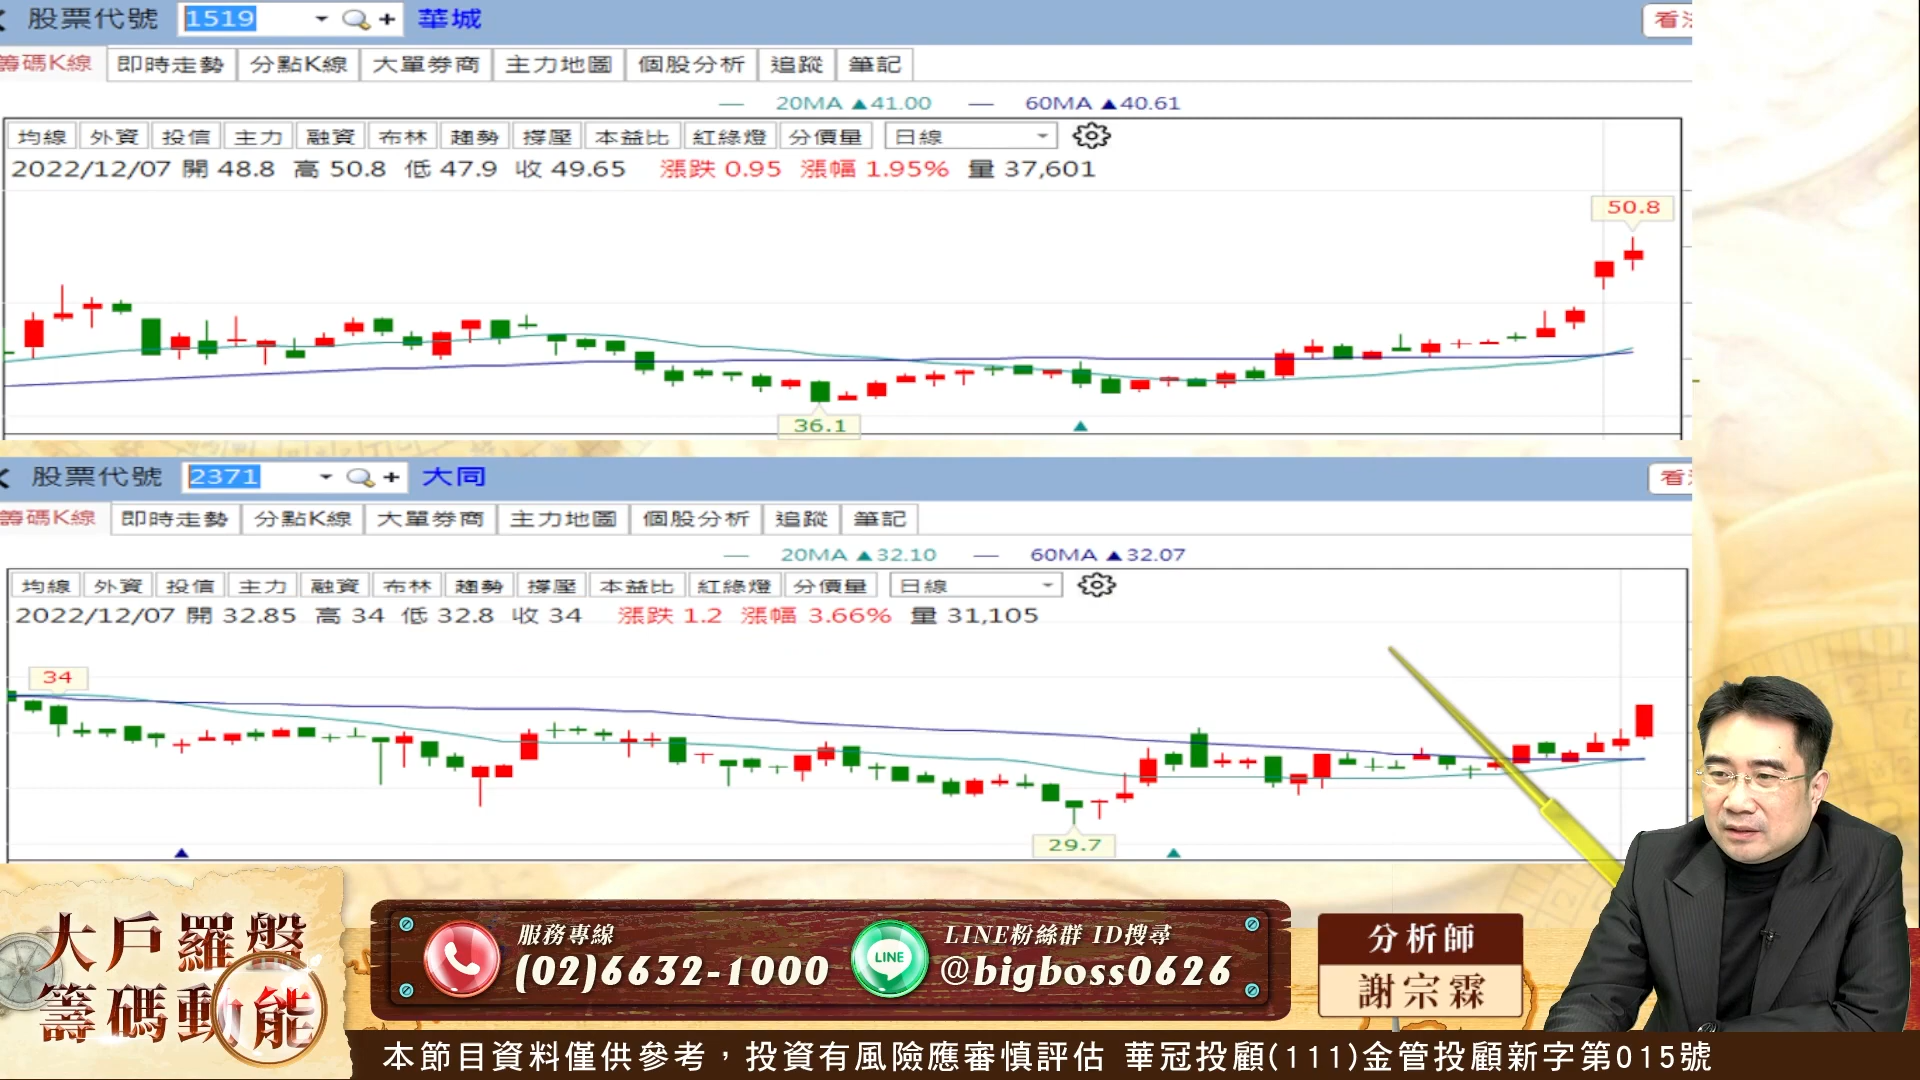 股票代號 1519 + 華城
籌碼K線 即時走勢 分點K線 大單券商 主力地圖 個股分析 追蹤 筆記
20MA ▲41.00 60MA ▲40.61
均線 外資 投信 主力 融資 布林 趨勢 撐壓 本益比 紅綠燈 分價量 日線
2022/12/07 開 48.8 高 50.8 低 47.9 收 49.65 漲跌 0.95 漲幅 1.95% 量 37,601
50.8
36.1
股票代號 2371 + 大同
籌碼K線 即時走勢 分點K線 大單券商 主力地圖 個股分析 追蹤 筆記
20MA ▲32.10 60MA ▲32.07
均線 外資 投信 主力 融資 布林 趨勢 撐壓 本益比 紅綠燈 分價量 日線
2022/12/07 開 32.85 高 34 低 32.8 收 34 漲跌 1.2 漲幅 3.66% 量 31,105
34
29.7
大戶羅盤
籌碼動能
服務專線
(02)6632-1000
LINE
LINE粉絲群 ID搜尋
@bigboss0626
分析師
謝宗霖
本節目資料僅供參考，投資有風險應審慎評估 華冠投顧(111)金管投顧新字第015號